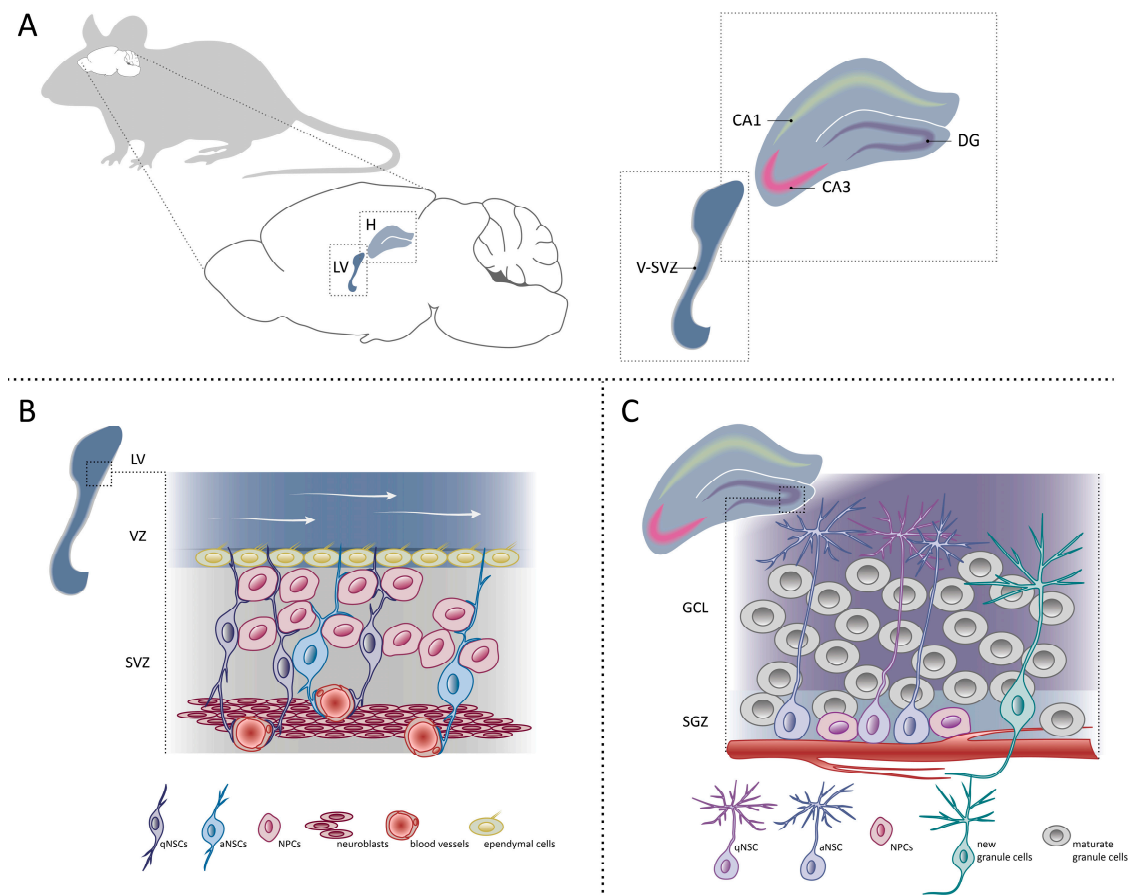 A
H
LV
CA1
DG
CA3
V-SVZ
B
LV
VZ
SVZ
qNSCs
aNSCs
NPCs
neuroblasts
blood vessels
ependymal cells
C
GCL
SGZ
qNSC
aNSC
NPCs
new
granule cells
maturate
granule cells